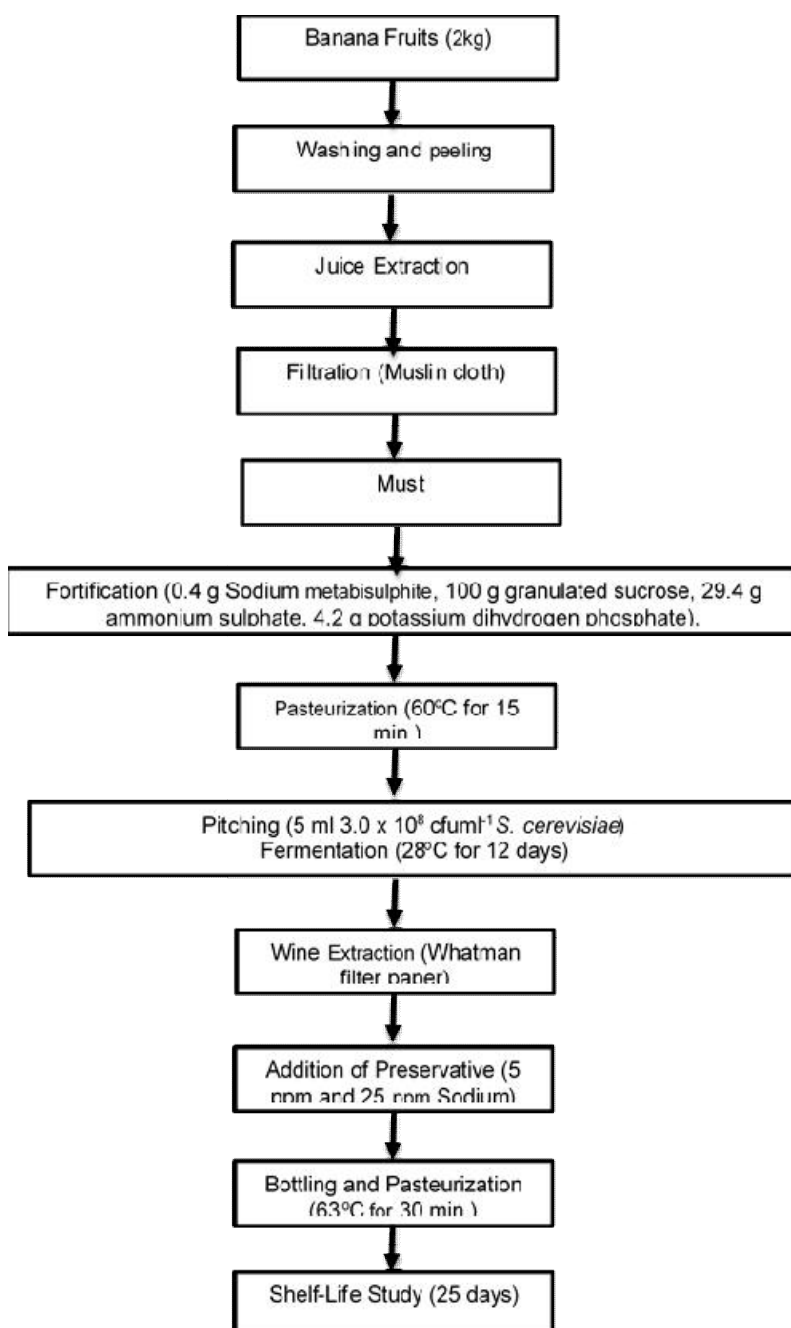 Banana Fruits (2kg)
Washing and peeling
Juice Extraction
Filtration (Muslin cloth)
Must
Fortification (0.4 g Sodium metabisulphite, 100 g granulated sucrose, 29.4 g
ammonium sulphate. 4.2 g potassium dihydrogen phosphate).
Pasteurization (60ºC for 15
min.)
Pitching (5 ml 3.0 x 10⁸ cfuml⁻¹ S. cerevisiae)
Fermentation (28ºC for 12 days)
Wine Extraction (Whatman
filter paper)
Addition of Preservative (5
ppm and 25 ppm Sodium)
Bottling and Pasteurization
(63ºC for 30 min.)
Shelf-Life Study (25 days)